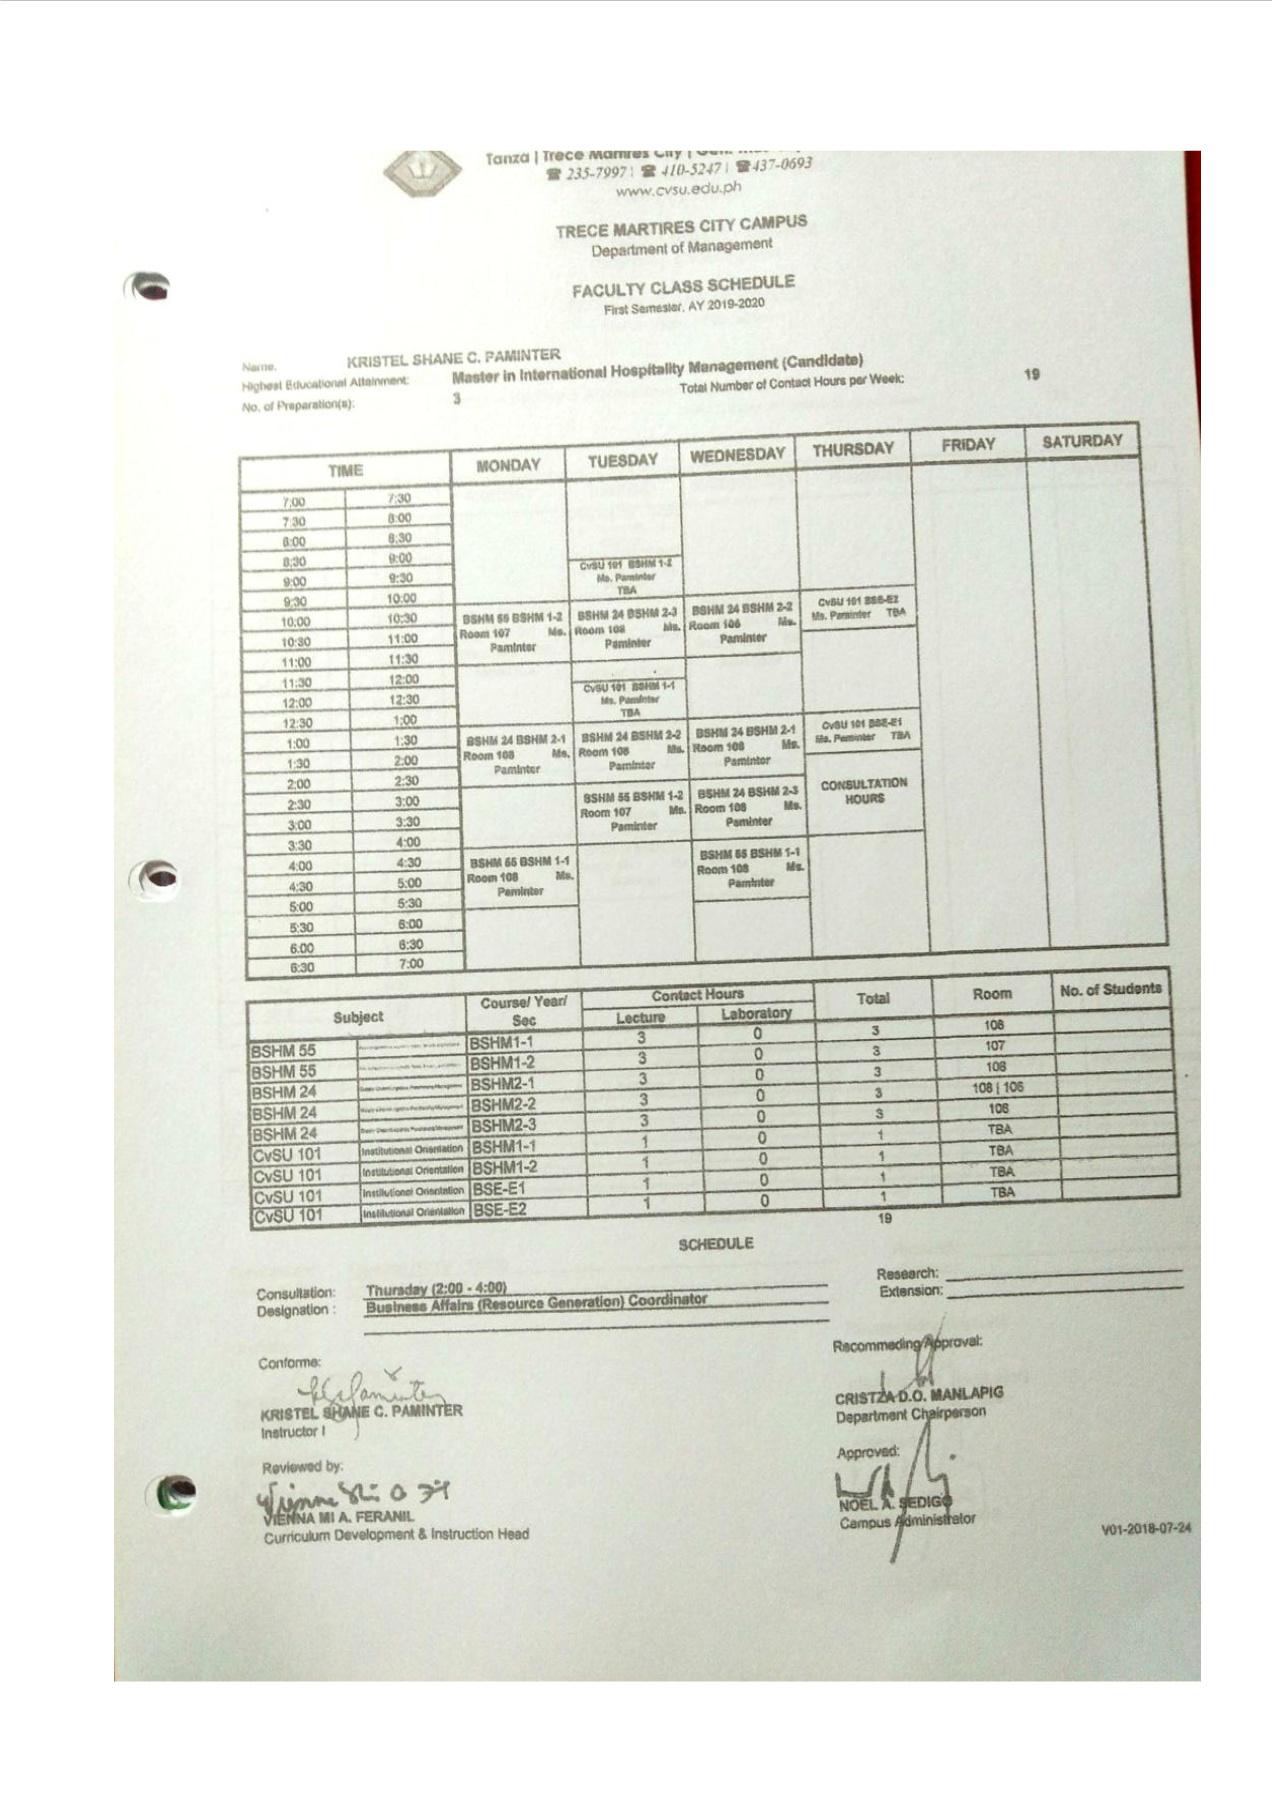 Tanza | Trece Martires City |
☎ 235-7997 | ☎ 410-5247 | ☎ 437-0693
www.cvsu.edu.ph
TRECE MARTIRES CITY CAMPUS
Department of Management
FACULTY CLASS SCHEDULE
First Semester, AY 2019-2020
Name. KRISTEL SHANE C. PAMINTER
Highest Educational Attainment: Master in International Hospitality Management (Candidate)
No. of Preparation(s): 3 Total Number of Contact Hours per Week: 19
TIME MONDAY TUESDAY WEDNESDAY THURSDAY FRIDAY SATURDAY
7:00 7:30
7:30 8:00
8:00 8:30
8:30 9:00 CvSU 101 BSHM 1-2
9:00 9:30 Ms. Paminter
TBA
9:30 10:00 CvSU 101 BSE-E2
10:00 10:30 BSHM 55 BSHM 1-2 BSHM 24 BSHM 2-3 BSHM 24 BSHM 2-2 Ms. Paminter TBA
10:30 11:00 Room 107 Ms. Room 108 Ms. Room 106 Ms.
11:00 11:30 Paminter Paminter Paminter
11:30 12:00 CvSU 101 BSHM 1-1
12:00 12:30 Ms. Paminter
TBA
12:30 1:00 CvSU 101 BSE-E1
1:00 1:30 BSHM 24 BSHM 2-1 BSHM 24 BSHM 2-2 BSHM 24 BSHM 2-1 Ms. Paminter TBA
1:30 2:00 Room 108 Ms. Room 108 Ms. Room 108 Ms.
2:00 2:30 Paminter Paminter Paminter CONSULTATION
2:30 3:00 BSHM 55 BSHM 1-2 BSHM 24 BSHM 2-3 HOURS
3:00 3:30 Room 107 Ms. Room 108 Ms.
3:30 4:00 Paminter Paminter
4:00 4:30 BSHM 55 BSHM 1-1 BSHM 55 BSHM 1-1
4:30 5:00 Room 108 Ms. Room 108 Ms.
5:00 5:30 Paminter Paminter
5:30 6:00
6:00 6:30
6:30 7:00
Subject Course/ Year/ Sec Contact Hours Total Room No. of Students
Lecture Laboratory
BSHM 55 BSHM1-1 3 0 3 108
BSHM 55 BSHM1-2 3 0 3 107
BSHM 24 BSHM2-1 3 0 3 108
BSHM 24 BSHM2-2 3 0 3 108 | 106
BSHM 24 BSHM2-3 3 0 3 108
CvSU 101 Institutional Orientation BSHM1-1 1 0 1 TBA
CvSU 101 Institutional Orientation BSHM1-2 1 0 1 TBA
CvSU 101 Institutional Orientation BSE-E1 1 0 1 TBA
CvSU 101 Institutional Orientation BSE-E2 1 0 1 TBA
19
SCHEDULE
Consultation: Thursday (2:00 - 4:00) Research:
Designation : Business Affairs (Resource Generation) Coordinator Extension:
Conforme: Recommeding Approval:
KRISTEL SHANE C. PAMINTER CRISTZA D.O. MANLAPIG
Instructor I Department Chairperson
Reviewed by: Approved:
VIENNA MI A. FERANIL NOEL A. SEDIGO
Curriculum Development & Instruction Head Campus Administrator
V01-2018-07-24